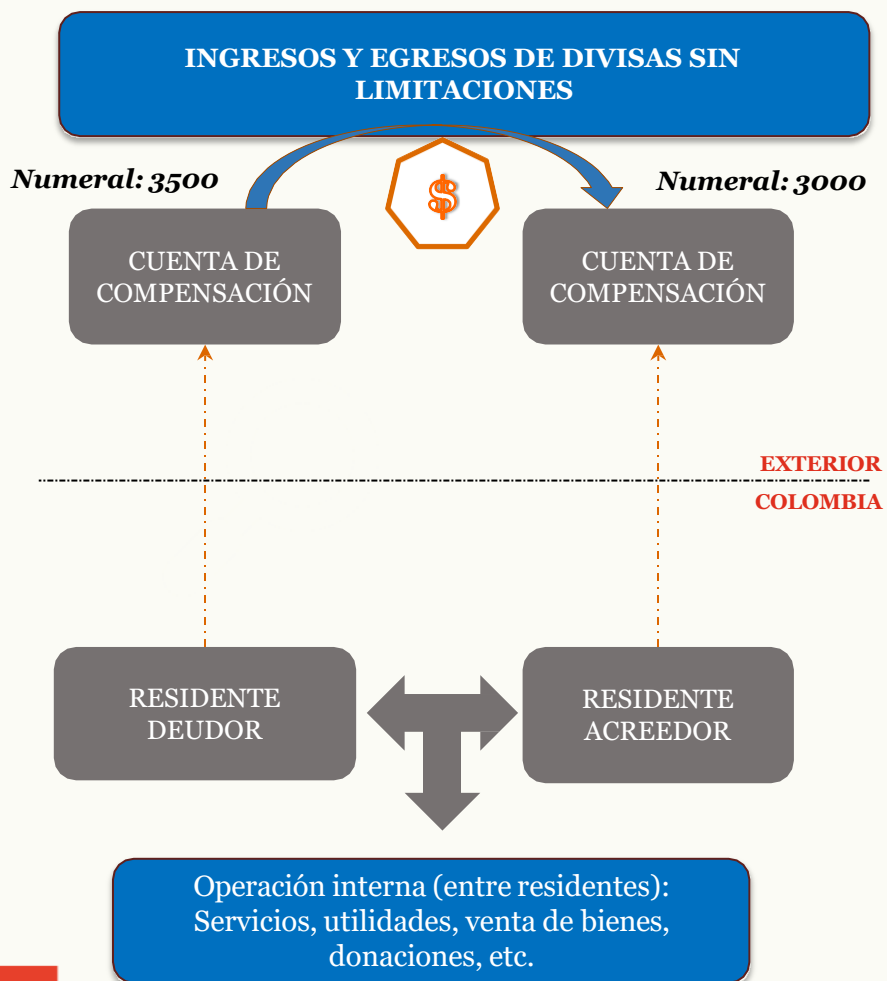 INGRESOS Y EGRESOS DE DIVISAS SIN
LIMITACIONES
Numeral: 3500
$
Numeral: 3000
CUENTA DE
COMPENSACIÓN
CUENTA DE
COMPENSACIÓN
EXTERIOR
COLOMBIA
RESIDENTE
DEUDOR
RESIDENTE
ACREEDOR
Operación interna (entre residentes):
Servicios, utilidades, venta de bienes,
donaciones, etc.